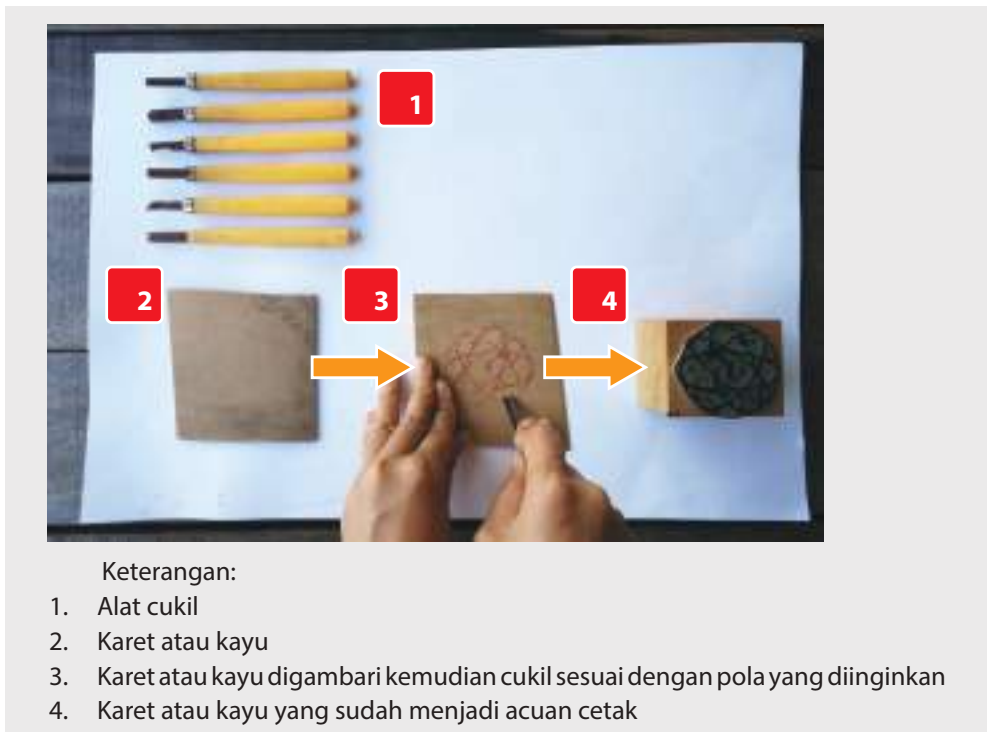 1
2
3
4
Keterangan:
1. Alat cukil
2. Karet atau kayu
3. Karet atau kayu digambari kemudian cukil sesuai dengan pola yang diinginkan
4. Karet atau kayu yang sudah menjadi acuan cetak